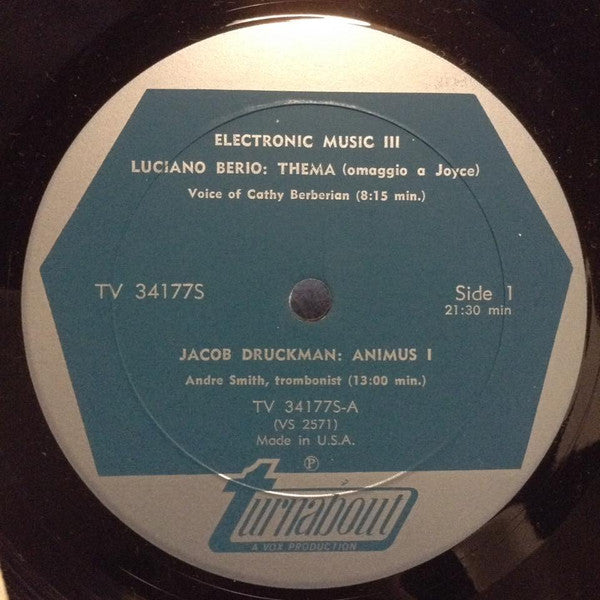 ELECTRONIC MUSIC III
LUCIANO BERIO: THEMA (omaggio a Joyce)
Voice of Cathy Berberian (8:15 min.)
TV 34177S
Side 1
21:30 min
JACOB DRUCKMAN: ANIMUS I
Andre Smith, trombonist (13:00 min.)
TV 34177S-A
(VS 2571)
Made in U.S.A.
℗
turnabout
A VOX PRODUCTION